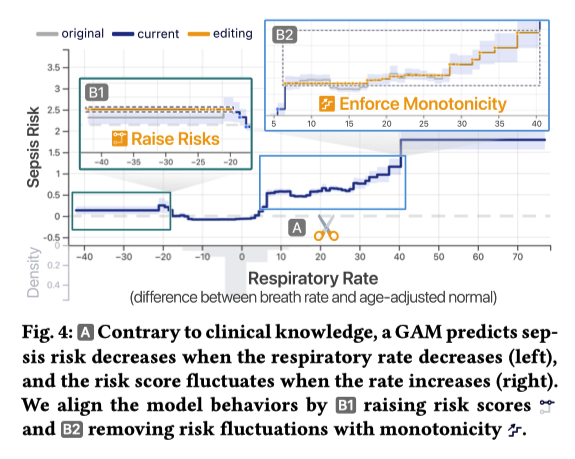 original current editing
B1
Raise Risks
−40 −35 −30 −25 −20
B2
Enforce Monotonicity
5 10 15 20 25 30 35 40
Sepsis Risk
3.5
3
2.5
4
1.5
1
0.5
0
-0.5
A
Density
0
0.2
0.4
−40 −30 −20 −10 0 10 20 30 40 50 60 70
Respiratory Rate
(difference between breath rate and age-adjusted normal)
Fig. 4: A Contrary to clinical knowledge, a GAM predicts sep-
sis risk decreases when the respiratory rate decreases (left),
and the risk score fluctuates when the rate increases (right).
We align the model behaviors by B1 raising risk scores
and B2 removing risk fluctuations with monotonicity .